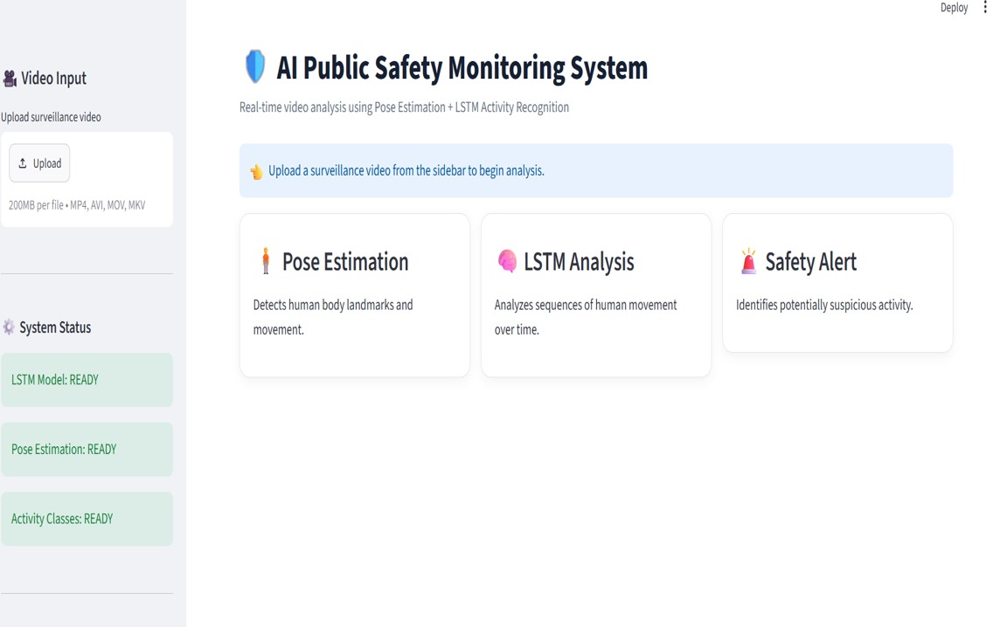 Deploy
🎥 Video Input
Upload surveillance video
Upload
200MB per file • MP4, AVI, MOV, MKV
⚙️ System Status
LSTM Model: READY
Pose Estimation: READY
Activity Classes: READY
🛡️ AI Public Safety Monitoring System
Real-time video analysis using Pose Estimation + LSTM Activity Recognition
👈 Upload a surveillance video from the sidebar to begin analysis.
🧍 Pose Estimation
Detects human body landmarks and
movement.
🧠 LSTM Analysis
Analyzes sequences of human movement
over time.
🚨 Safety Alert
Identifies potentially suspicious activity.